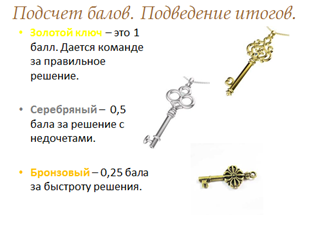 Подсчет балов. Подведение итогов.
• Золотой ключ – это 1
балл. Дается команде
за правильное
решение.
• Серебряный – 0,5
бала за решение с
недочетами.
• Бронзовый – 0,25 бала
за быстроту решения.